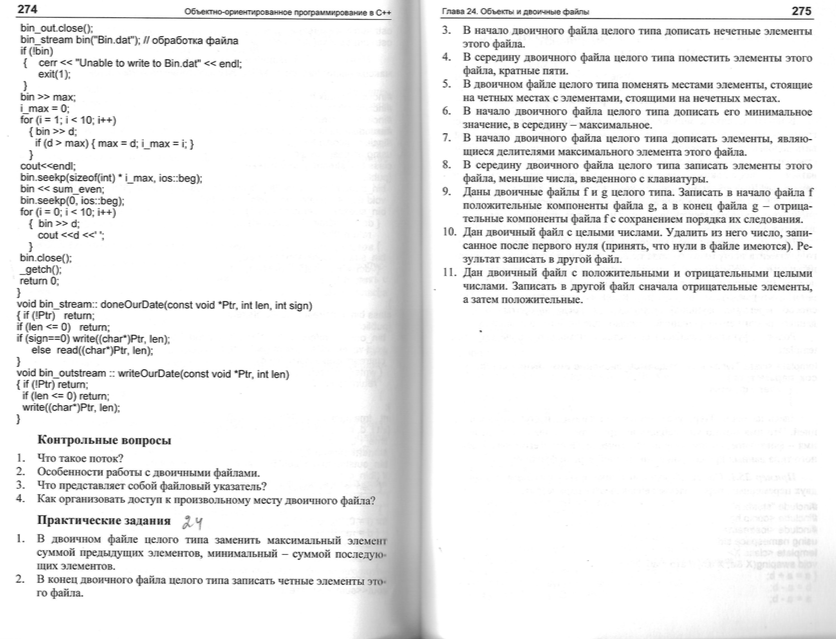 274
Объектно-ориентированное программирование в С++
bin_out.close();
bin_stream bin("Bin.dat"); // обработка файла
if (!bin)
{ cerr << "Unable to write to Bin.dat" << endl;
exit(1);
}
bin >> max;
i_max = 0;
for (i = 1; i < 10; i++)
{ bin >> d;
if (d > max) { max = d; i_max = i; }
}
cout<<endl;
bin.seekp(sizeof(int) * i_max, ios::beg);
bin << sum_even;
bin.seekp(0, ios::beg);
for (i = 0; i < 10; i++)
{ bin >> d;
cout <<d <<' ';
}
bin.close();
_getch();
return 0;
}
void bin_stream:: doneOurDate(const void *Ptr, int len, int sign)
{ if (!Ptr) return;
if (len <= 0) return;
if (sign==0) write((char*)Ptr, len);
else read((char*)Ptr, len);
}
void bin_outstream :: writeOurDate(const void *Ptr, int len)
{ if (!Ptr) return;
if (len <= 0) return;
write((char*)Ptr, len);
}
Контрольные вопросы
1. Что такое поток?
2. Особенности работы с двоичными файлами.
3. Что представляет собой файловый указатель?
4. Как организовать доступ к произвольному месту двоичного файла?
Практические задания 24
1. В двоичном файле целого типа заменить максимальный элемент
суммой предыдущих элементов, минимальный – суммой последую-
щих элементов.
2. В конец двоичного файла целого типа записать четные элементы это-
го файла.
Глава 24. Объекты и двоичные файлы
275
3. В начало двоичного файла целого типа дописать нечетные элементы
этого файла.
4. В середину двоичного файла целого типа поместить элементы этого
файла, кратные пяти.
5. В двоичном файле целого типа поменять местами элементы, стоящие
на четных местах с элементами, стоящими на нечетных местах.
6. В начало двоичного файла целого типа дописать его минимальное
значение, в середину – максимальное.
7. В начало двоичного файла целого типа дописать элементы, являю-
щиеся делителями максимального элемента этого файла.
8. В середину двоичного файла целого типа записать элементы этого
файла, меньшие числа, введенного с клавиатуры.
9. Даны двоичные файлы f и g целого типа. Записать в начало файла f
положительные компоненты файла g, а в конец файла g – отрица-
тельные компоненты файла f с сохранением порядка их следования.
10. Дан двоичный файл с целыми числами. Удалить из него число, запи-
санное после первого нуля (принять, что нули в файле имеются). Ре-
зультат записать в другой файл.
11. Дан двоичный файл с положительными и отрицательными целыми
числами. Записать в другой файл сначала отрицательные элементы,
а затем положительные.